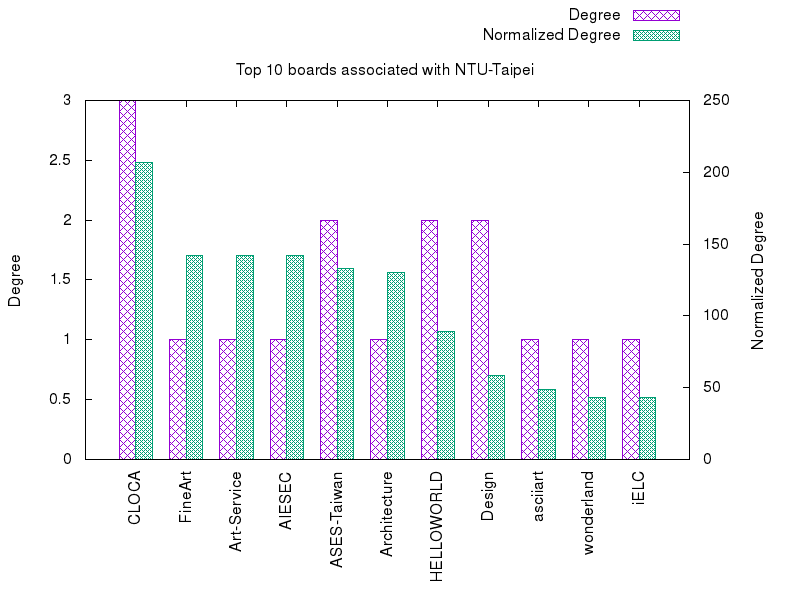 Degree
Normalized Degree
Top 10 boards associated with NTU-Taipei
3
2.5
2
1.5
1
0.5
0
250
200
150
100
50
0
Degree
Normalized Degree
CLOCA
FineArt
Art-Service
AIESEC
ASES-Taiwan
Architecture
HELLOWORLD
Design
asciiart
wonderland
iELC